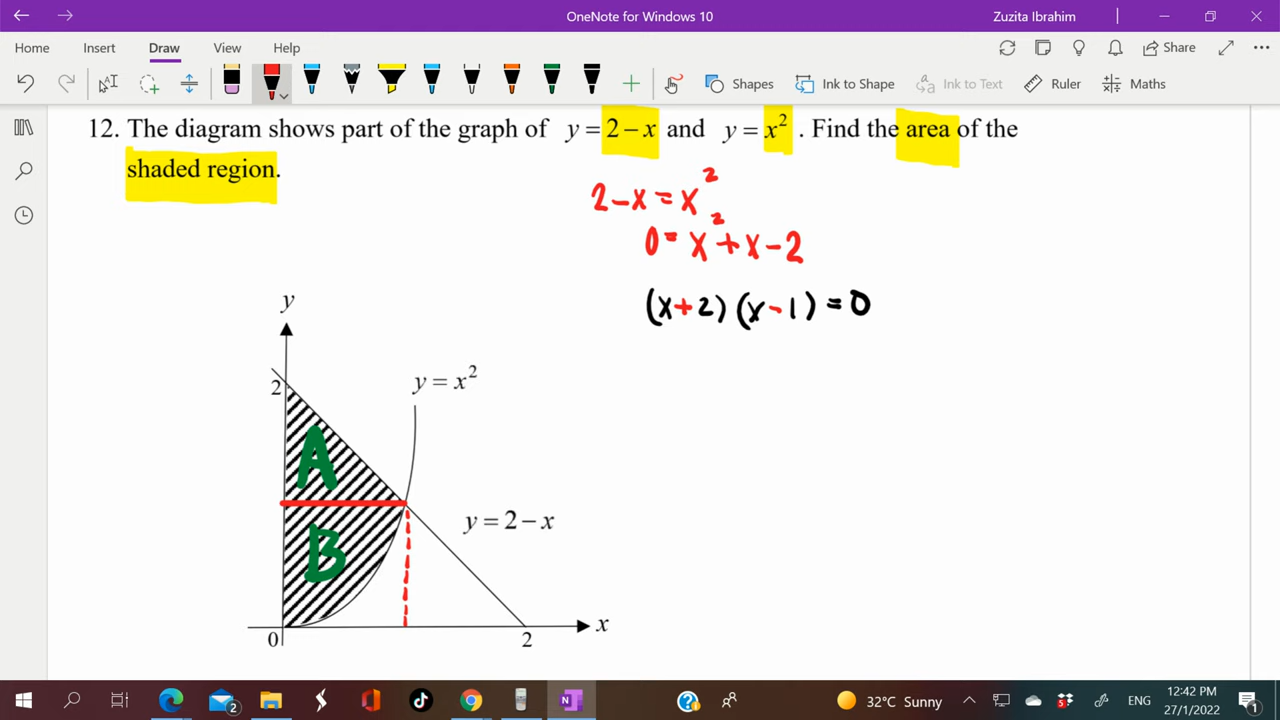 OneNote for Windows 10
Zuzita Ibrahim
Home Insert Draw View Help
Share
Shapes Ink to Shape Ink to Text Ruler Maths
12. The diagram shows part of the graph of y = 2 – x and y = x². Find the area of the
shaded region.
2-x = x²
0 = x² + x - 2
(x+2)(x-1) = 0
y
2
y = x²
A
y = 2 – x
B
x
0
2
2
32°C Sunny
5
ENG
12:42 PM
27/1/2022
1